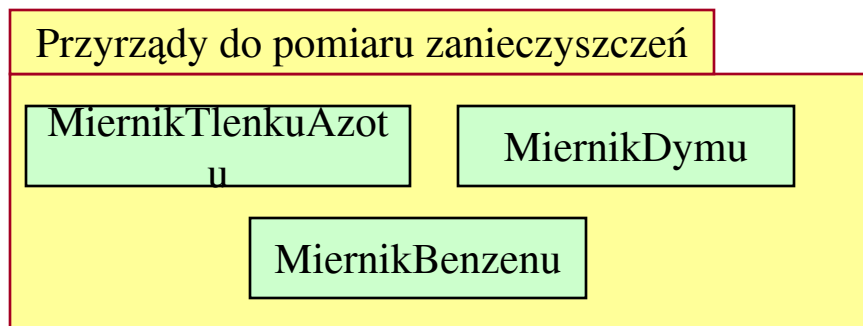 Przyrządy do pomiaru zanieczyszczeń
MiernikTlenkuAzot
u
MiernikDymu
MiernikBenzenu